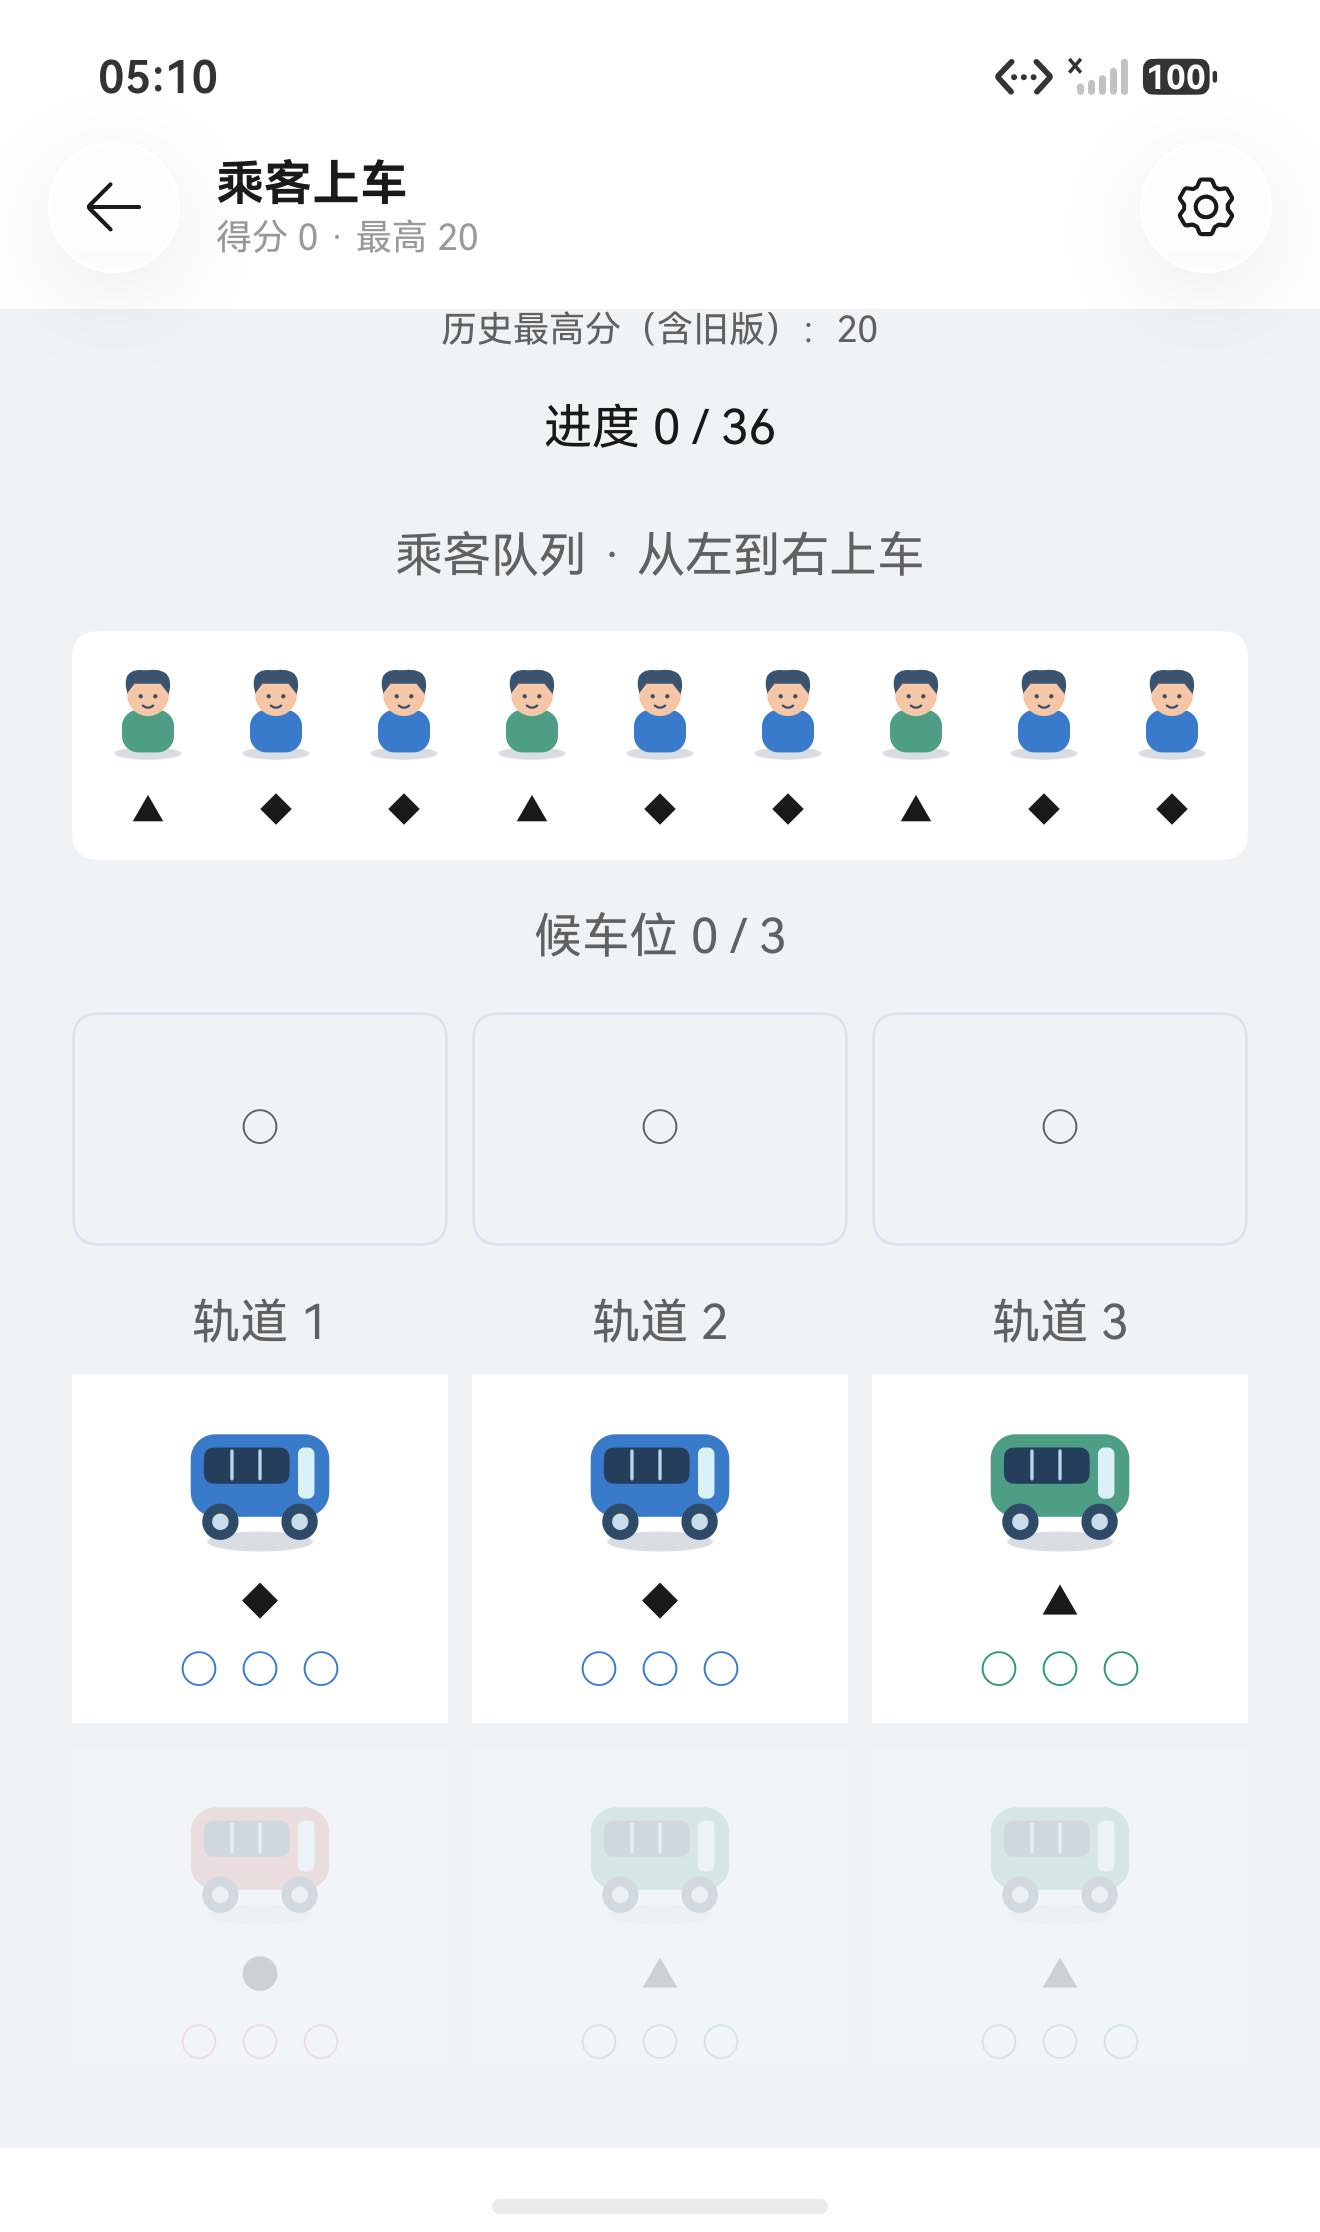 05:10
100
乘客上车
得分 0 · 最高 20
历史最高分（含旧版）: 20
进度 0 / 36
乘客队列 · 从左到右上车
候车位 0 / 3
轨道 1
轨道 2
轨道 3